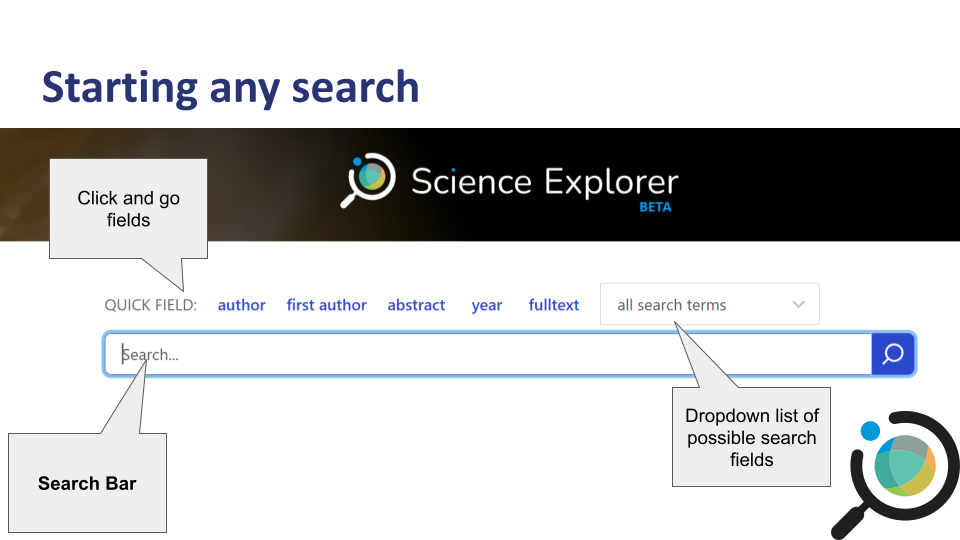 Starting any search
Science Explorer
BETA
Click and go
fields
QUICK FIELD: author first author abstract year fulltext all search terms
Search...
Dropdown list of
possible search
fields
Search Bar